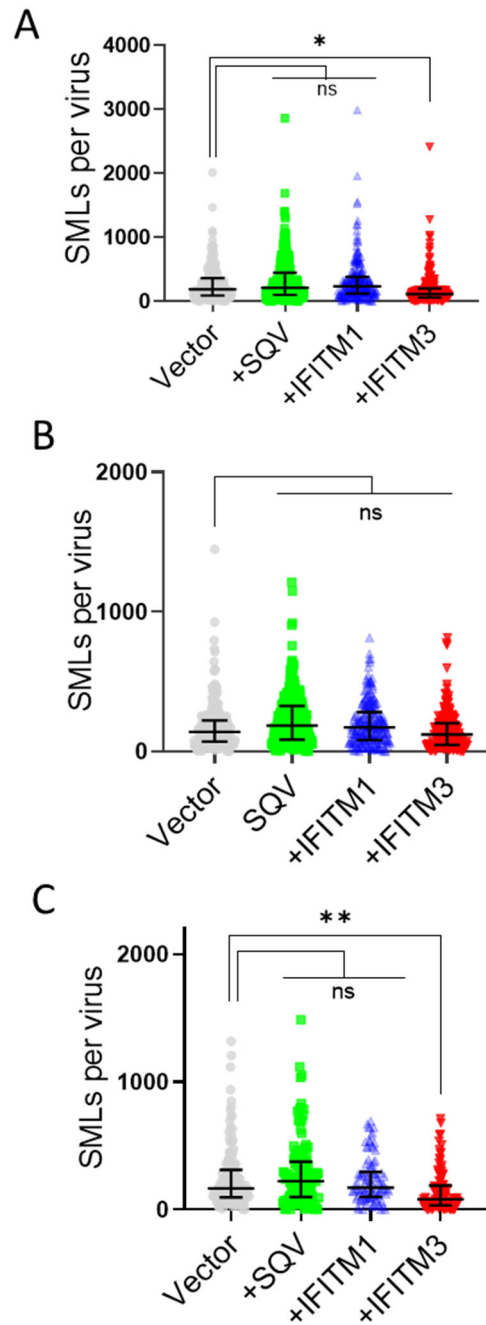 A
SMLs per virus
4000
3000
2000
1000
0
*
ns
Vector
+SQV
+IFITM1
+IFITM3
B
SMLs per virus
2000
1000
0
ns
Vector
SQV
+IFITM1
+IFITM3
C
SMLs per virus
2000
1000
0
**
ns
Vector
+SQV
+IFITM1
+IFITM3